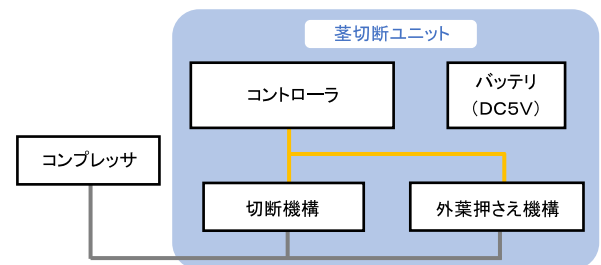 茎切断ユニット
コントローラ
バッテリ
（DC5V）
コンプレッサ
切断機構
外葉押さえ機構